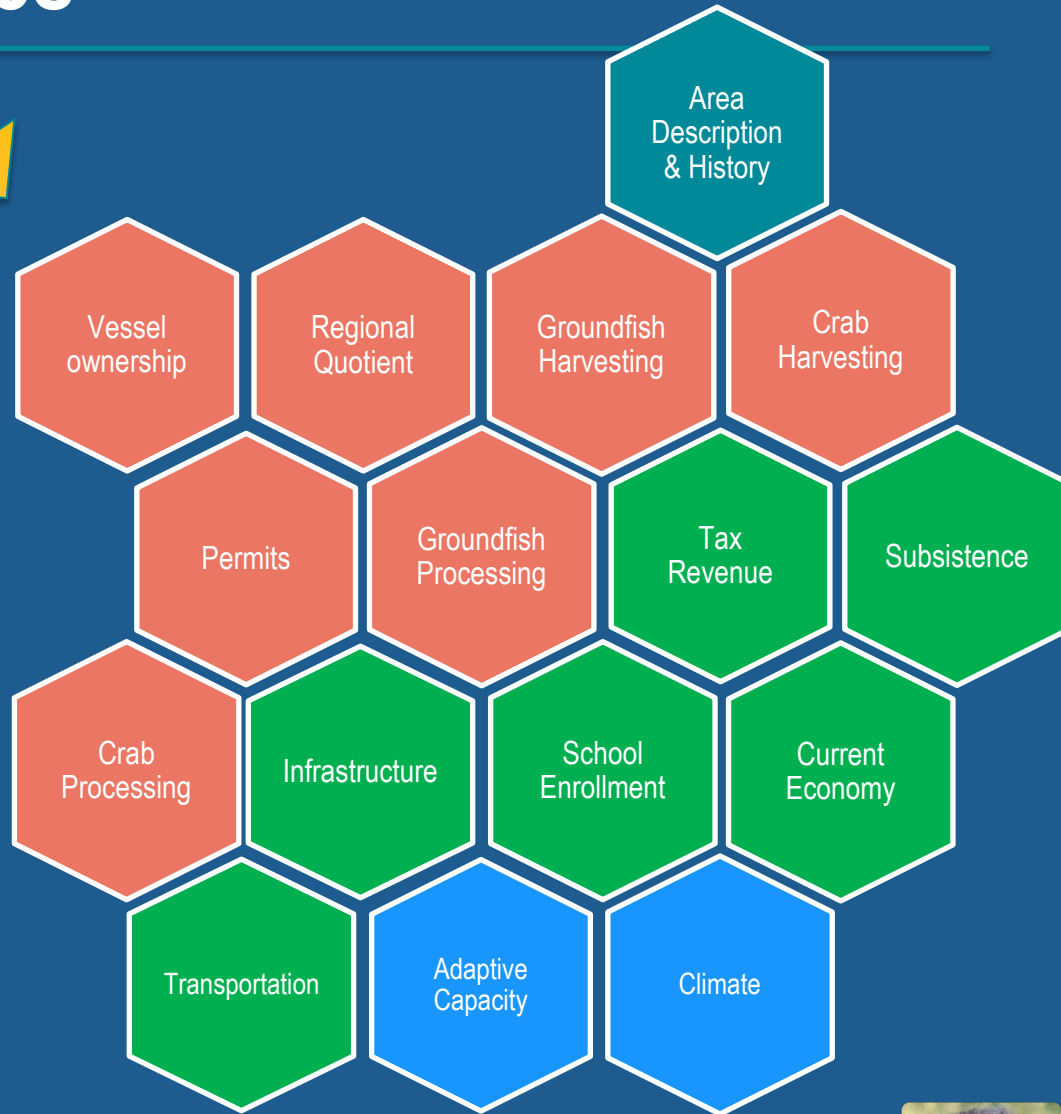 Area
Description
& History
Vessel
ownership
Regional
Quotient
Groundfish
Harvesting
Crab
Harvesting
Permits
Groundfish
Processing
Tax
Revenue
Subsistence
Crab
Processing
Infrastructure
School
Enrollment
Current
Economy
Transportation
Adaptive
Capacity
Climate